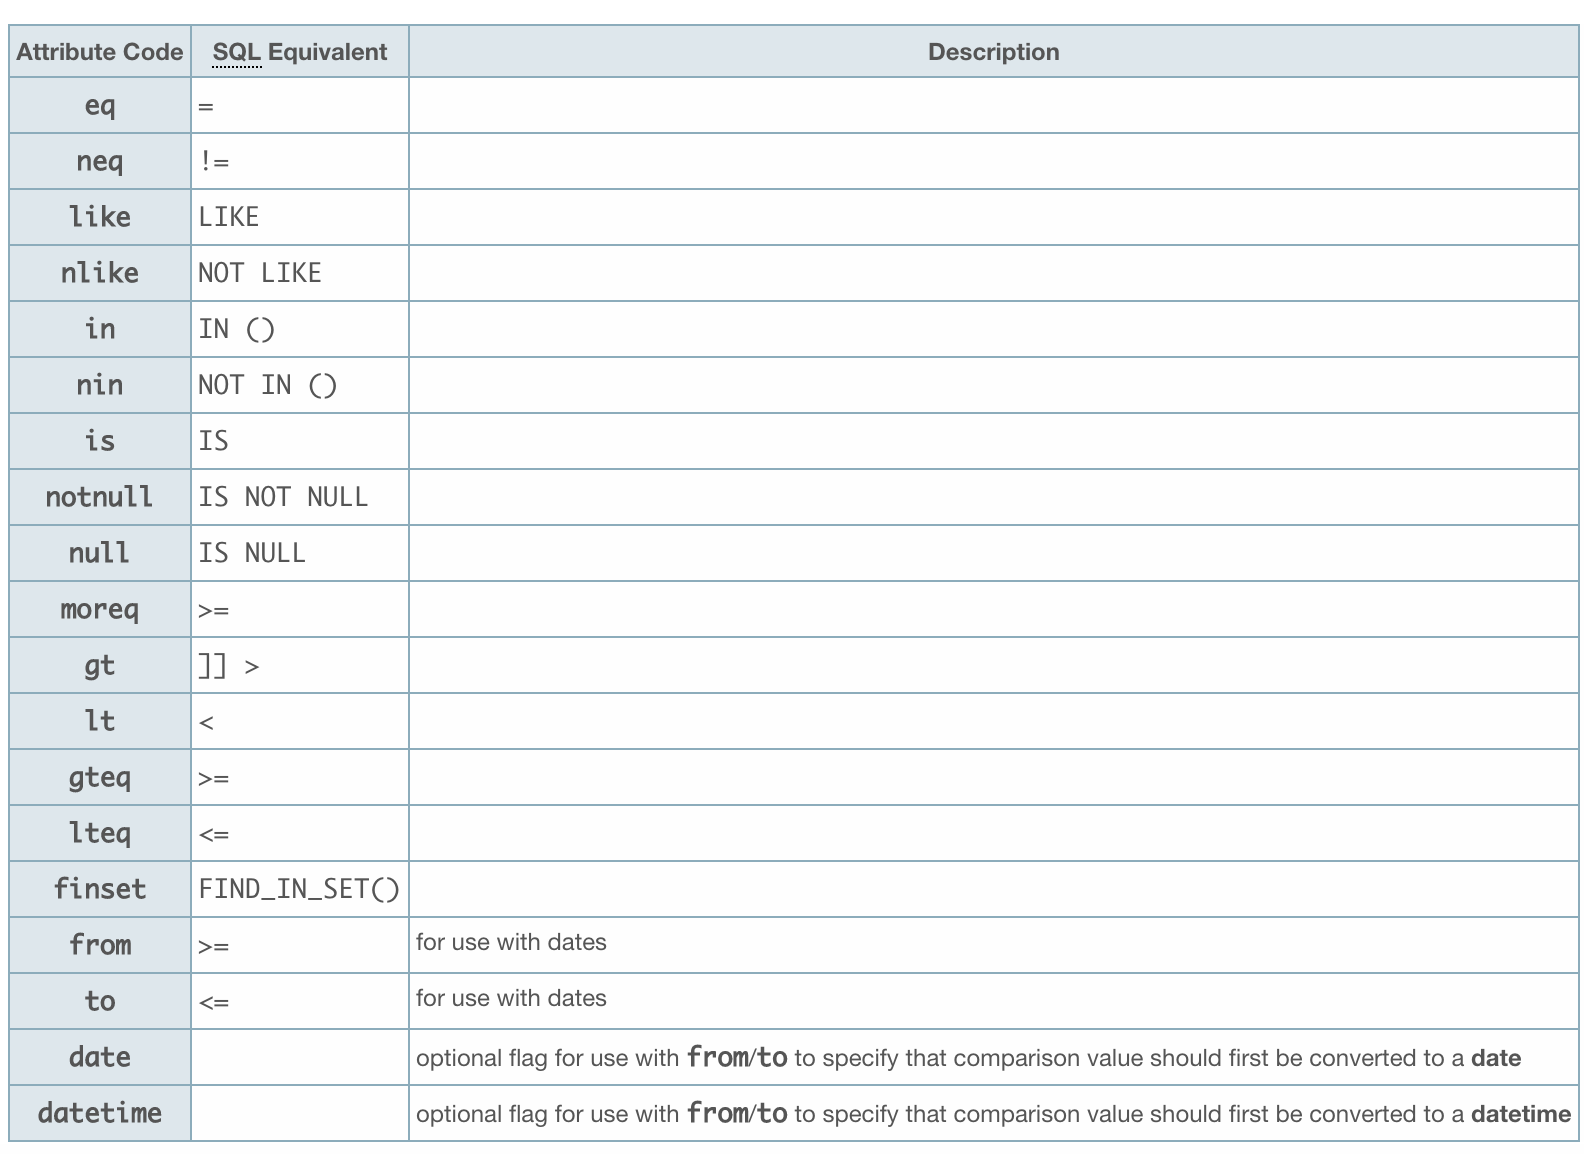 Attribute Code SQL Equivalent Description
eq =
neq !=
like LIKE
nlike NOT LIKE
in IN ()
nin NOT IN ()
is IS
notnull IS NOT NULL
null IS NULL
moreq >=
gt ]] >
lt <
gteq >=
lteq <=
finset FIND_IN_SET()
from >= for use with dates
to <= for use with dates
date optional flag for use with from/to to specify that comparison value should first be converted to a date
datetime optional flag for use with from/to to specify that comparison value should first be converted to a datetime